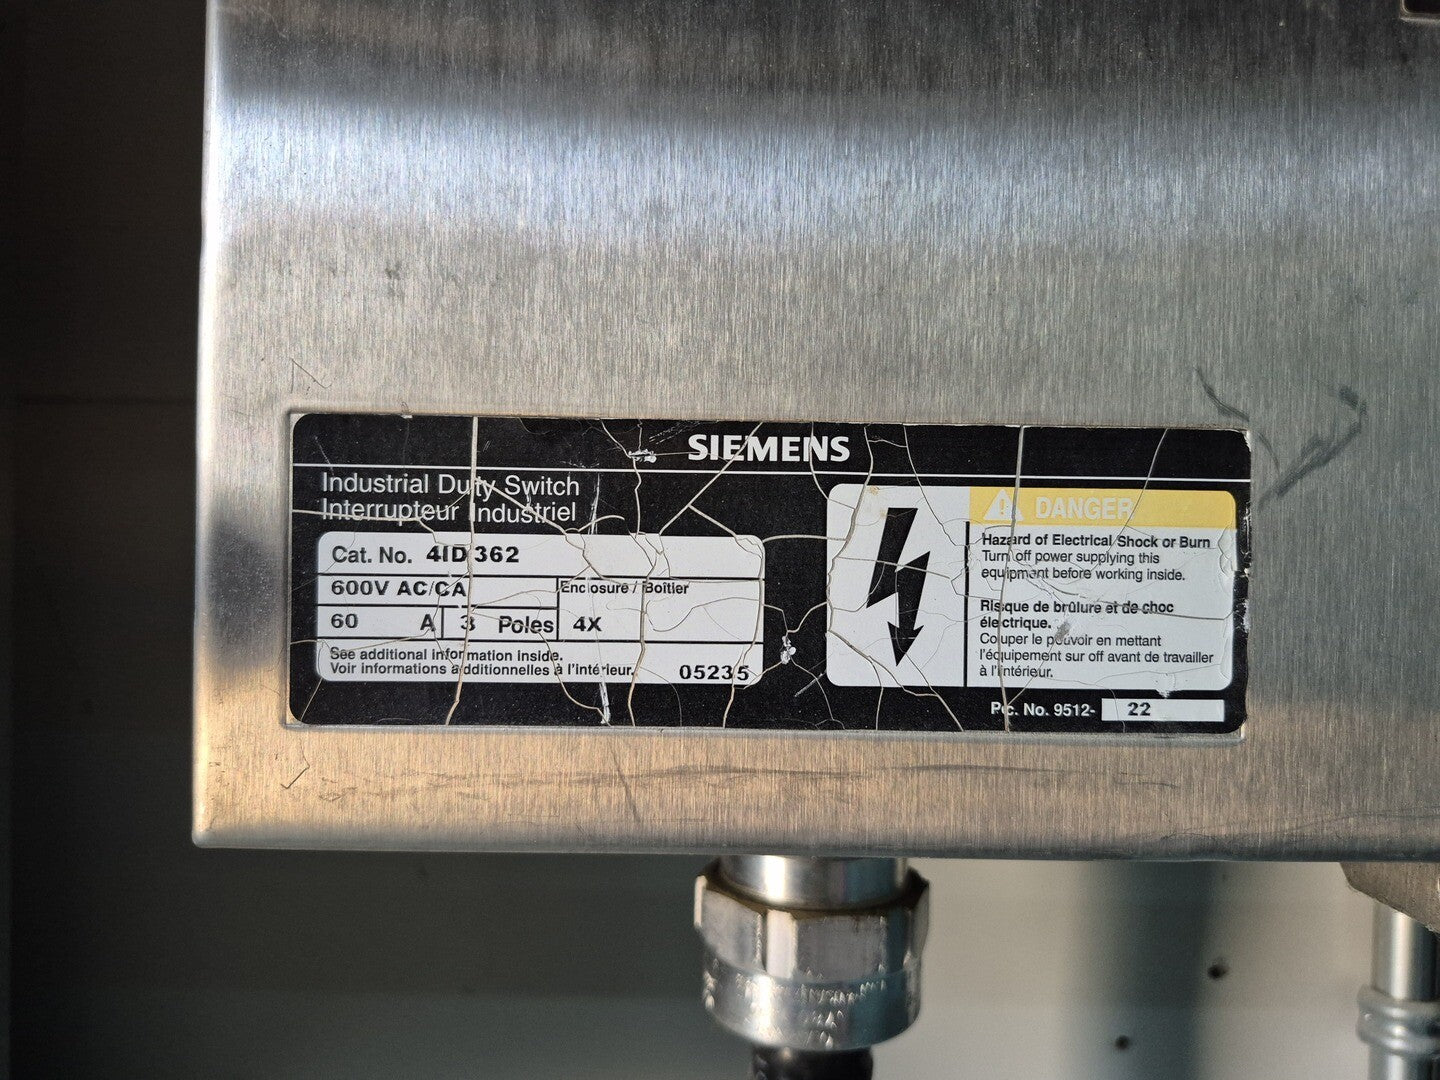 SIEMENS
Industrial Duty Switch
Interrupteur Industriel
Cat. No. 4ID 362
600V AC/CA
Enclosure / Boîtier
60 A 3 Poles 4X
See additional information inside.
Voir informations additionnelles à l'intérieur. 05235
DANGER
Hazard of Electrical Shock or Burn
Turn off power supplying this
equipment before working inside.
Risque de brûlure et de choc
électrique.
Couper le pouvoir en mettant
l'équipement sur off avant de travailler
à l'intérieur.
Pc. No. 9512- 22